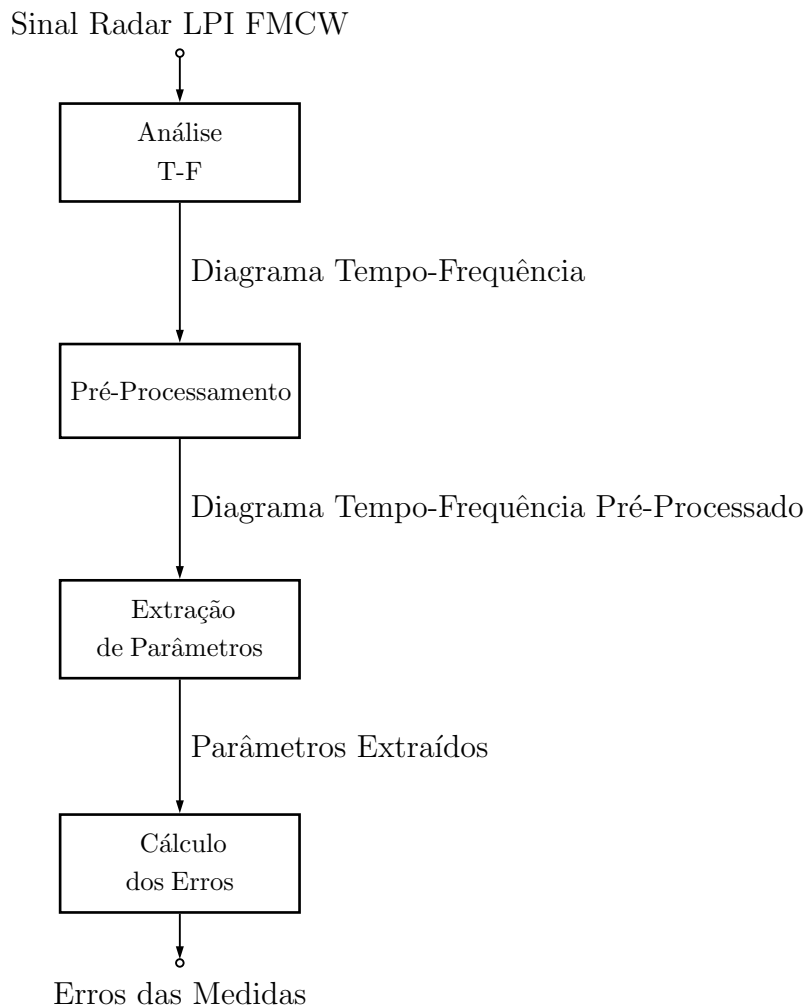 Sinal Radar LPI FMCW
Análise
T-F
Diagrama Tempo-Frequência
Pré-Processamento
Diagrama Tempo-Frequência Pré-Processado
Extração
de Parâmetros
Parâmetros Extraídos
Cálculo
dos Erros
Erros das Medidas